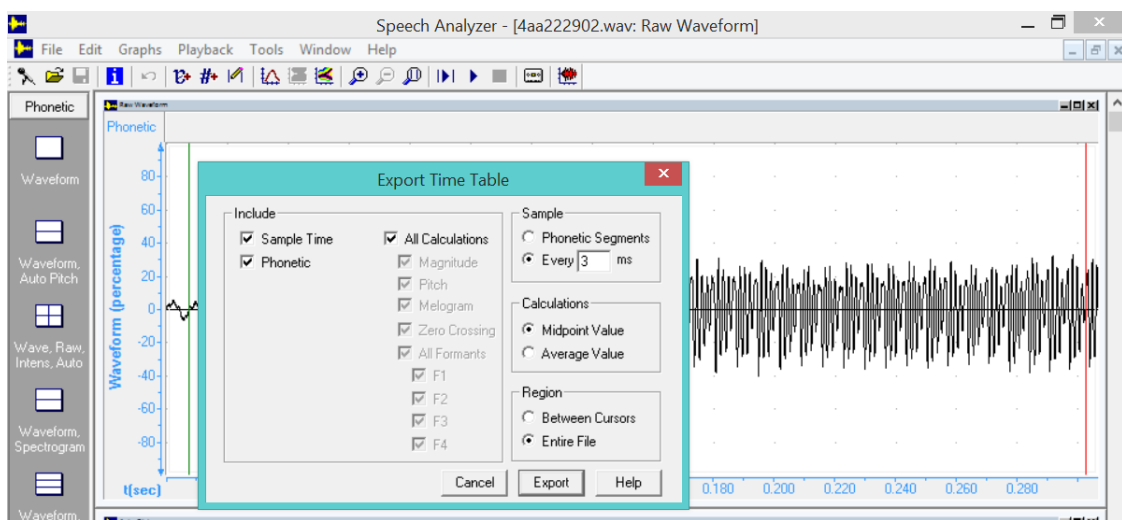 Speech Analyzer - [4aa222902.wav: Raw Waveform]
File Edit Graphs Playback Tools Window Help
Phonetic
Raw Waveform
Phonetic
Waveform
Waveform,
Auto Pitch
Wave, Raw,
Intens, Auto
Waveform,
Spectrogram
Waveform,
Waveform (percentage)
80
60
40
20
0
-20
-40
-60
-80
t(sec)
0.180 0.200 0.220 0.240 0.260 0.280
Export Time Table
Include
Sample Time
Phonetic
All Calculations
Magnitude
Pitch
Melogram
Zero Crossing
All Formants
F1
F2
F3
F4
Sample
Phonetic Segments
Every 3 ms
Calculations
Midpoint Value
Average Value
Region
Between Cursors
Entire File
Cancel Export Help